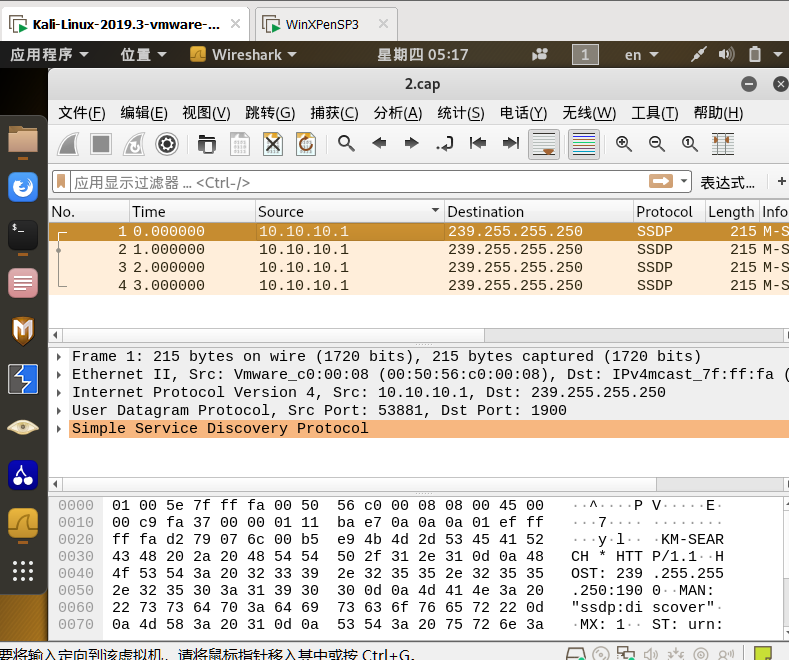 Kali-Linux-2019.3-vmware-... × WinXPenSP3 ×
应用程序 位置 Wireshark 星期四 05:17 1 en
2.cap
文件(F) 编辑(E) 视图(V) 跳转(G) 捕获(C) 分析(A) 统计(S) 电话(Y) 无线(W) 工具(T) 帮助(H)
应用显示过滤器 ... <Ctrl-/> 表达式... +
No. Time Source Destination Protocol Length Info
1 0.000000 10.10.10.1 239.255.255.250 SSDP 215 M-S
2 1.000000 10.10.10.1 239.255.255.250 SSDP 215 M-S
3 2.000000 10.10.10.1 239.255.255.250 SSDP 215 M-S
4 3.000000 10.10.10.1 239.255.255.250 SSDP 215 M-S
Frame 1: 215 bytes on wire (1720 bits), 215 bytes captured (1720 bits)
Ethernet II, Src: Vmware_c0:00:08 (00:50:56:c0:00:08), Dst: IPv4mcast_7f:ff:fa (
Internet Protocol Version 4, Src: 10.10.10.1, Dst: 239.255.255.250
User Datagram Protocol, Src Port: 53881, Dst Port: 1900
Simple Service Discovery Protocol
0000 01 00 5e 7f ff fa 00 50 56 c0 00 08 08 00 45 00 ··^····P V·····E·
0010 00 c9 fa 37 00 00 01 11 ba e7 0a 0a 0a 01 ef ff ···7···· ········
0020 ff fa d2 79 07 6c 00 b5 e9 4b 4d 2d 53 45 41 52 ···y·l·· ·KM-SEAR
0030 43 48 20 2a 20 48 54 54 50 2f 31 2e 31 0d 0a 48 CH * HTT P/1.1··H
0040 4f 53 54 3a 20 32 33 39 2e 32 35 35 2e 32 35 35 OST: 239 .255.255
0050 2e 32 35 30 3a 31 39 30 30 0d 0a 4d 41 4e 3a 20 .250:190 0··MAN:
0060 22 73 73 64 70 3a 64 69 73 63 6f 76 65 72 22 0d "ssdp:di scover"·
0070 0a 4d 58 3a 20 31 0d 0a 53 54 3a 20 75 72 6e 3a ·MX: 1·· ST: urn:
要将输入定向到该虚拟机，请将鼠标指针移入其中或按 Ctrl+G。